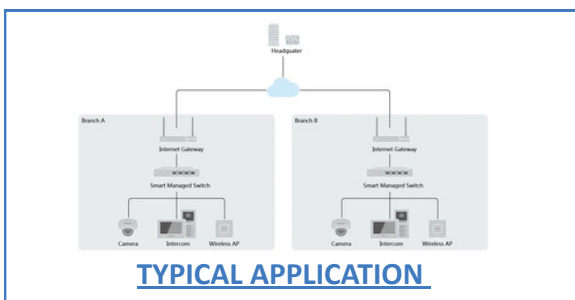 Headquater
Branch A
Branch B
Internet Gateway
Internet Gateway
Smart Managed Switch
Smart Managed Switch
Camera Intercom Wireless AP
Camera Intercom Wireless AP
TYPICAL APPLICATION